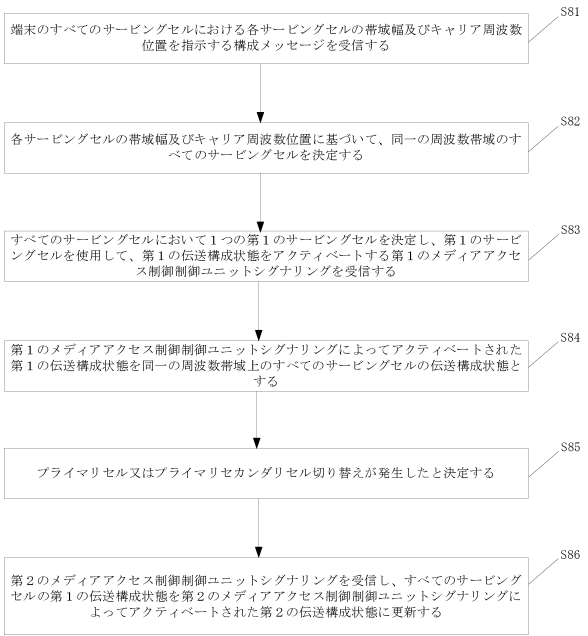 S81
端末のすべてのサービングセルにおける各サービングセルの帯域幅及びキャリア周波数
位置を指示する構成メッセージを受信する
S82
各サービングセルの帯域幅及びキャリア周波数位置に基づいて、同一の周波数帯域のす
べてのサービングセルを決定する
S83
すべてのサービングセルにおいて１つの第１のサービングセルを決定し、第１のサービ
ングセルを使用して、第１の伝送構成状態をアクティベートする第１のメディアアクセ
ス制御制御ユニットシグナリングを受信する
S84
第１のメディアアクセス制御制御ユニットシグナリングによってアクティベートされた
第１の伝送構成状態を同一の周波数帯域上のすべてのサービングセルの伝送構成状態と
する
S85
プライマリセル又はプライマリセカンダリセル切り替えが発生したと決定する
S86
第２のメディアアクセス制御制御ユニットシグナリングを受信し、すべてのサービング
セルの第１の伝送構成状態を第２のメディアアクセス制御制御ユニットシグナリングに
よってアクティベートされた第２の伝送構成状態に更新する